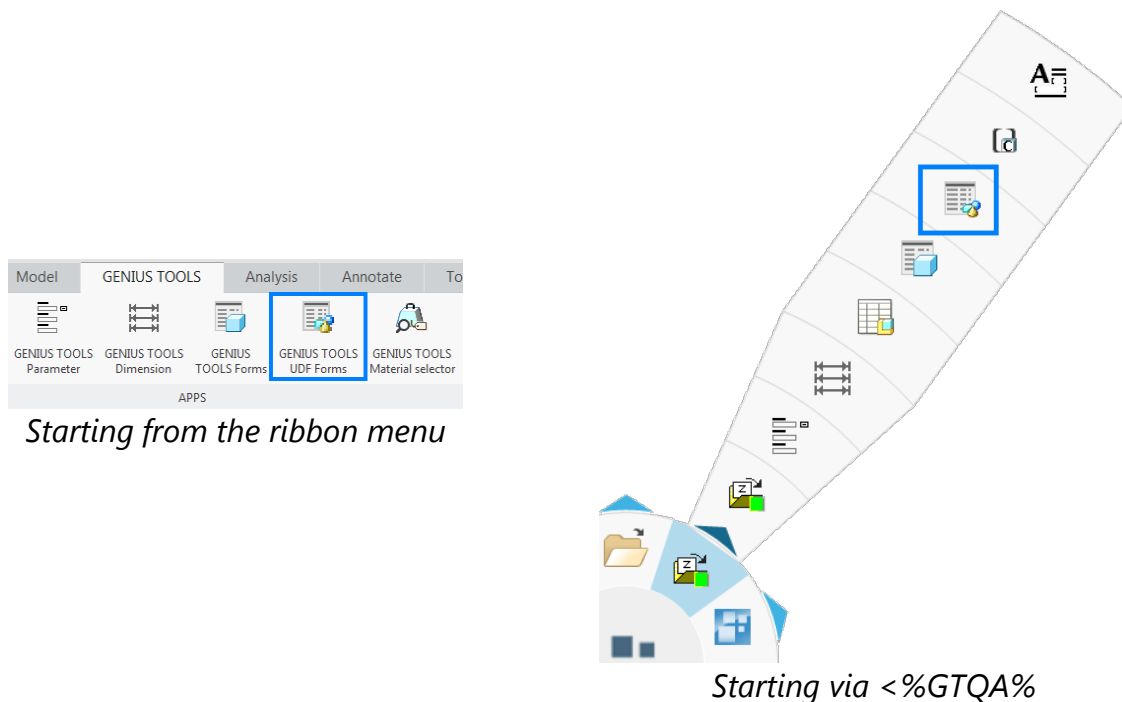 Model GENIUS TOOLS Analysis Annotate To
GENIUS TOOLS Parameter
GENIUS TOOLS Dimension
GENIUS TOOLS Forms
GENIUS TOOLS UDF Forms
GENIUS TOOLS Material selector
APPS
Starting from the ribbon menu
A
C
Z
Z
Starting via <%GTQA%